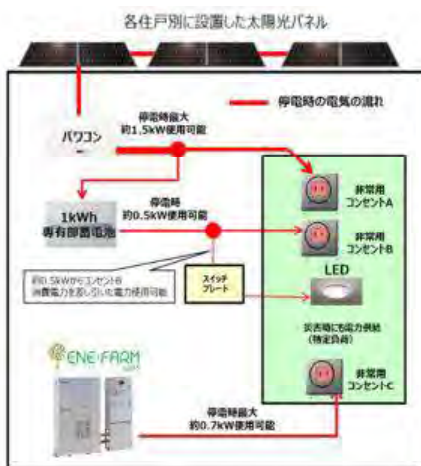 各住戸別に設置した太陽光パネル
停電時の電気の流れ
パワコン
停電時最大
約1.5kW使用可能
非常用
コンセントA
1kWh
専有部蓄電池
停電時
約0.5kW使用可能
非常用
コンセントB
LED
約0.5kWからコンセントB
消費電力を差し引いた電力使用可能
スイッチ
プレート
災害時にも電力供給
(特定負荷)
ENE・FARM
非常用
コンセントC
停電時最大
約0.7kW使用可能